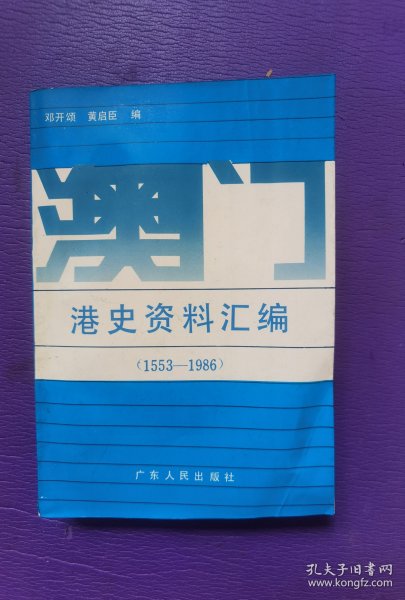 邓开颂 黄启臣 编
澳门
港史资料汇编
（1553—1986）
广东人民出版社
孔夫子旧书网
www.kongfz.com